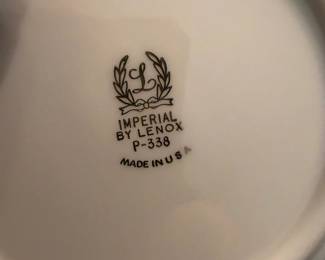 L
IMPERIAL
BY LENOX
P-338
MADE IN USA